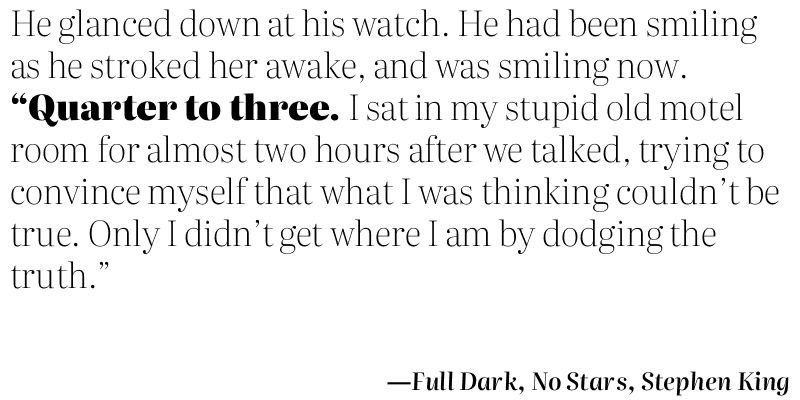 He glanced down at his watch. He had been smiling
as he stroked her awake, and was smiling now.
“Quarter to three. I sat in my stupid old motel
room for almost two hours after we talked, trying to
convince myself that what I was thinking couldn’t be
true. Only I didn’t get where I am by dodging the
truth.”
—Full Dark, No Stars, Stephen King